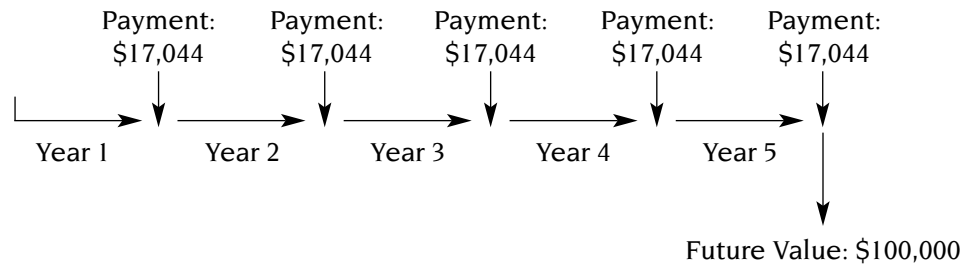 Payment: Payment: Payment: Payment: Payment:
$17,044 $17,044 $17,044 $17,044 $17,044
Year 1 Year 2 Year 3 Year 4 Year 5
Future Value: $100,000